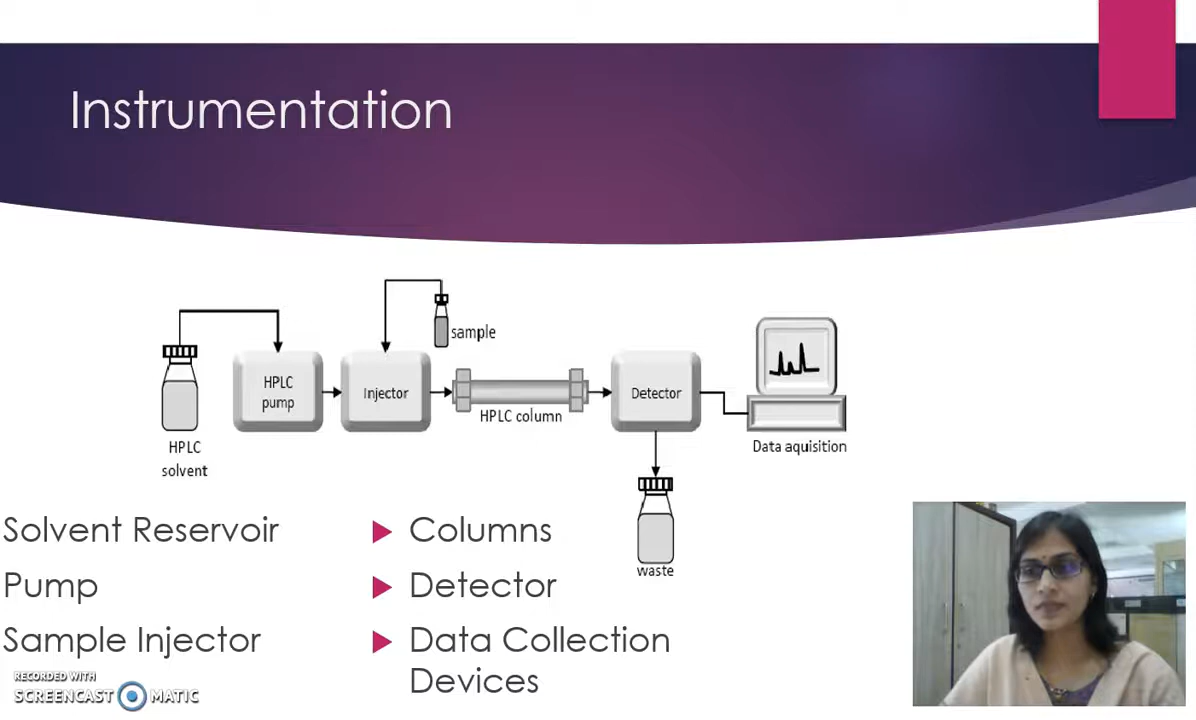 Instrumentation
sample
HPLC
pump
Injector
Detector
HPLC column
HPLC
solvent
Data aquisition
waste
Solvent Reservoir
Pump
Sample Injector
Columns
Detector
Data Collection
Devices
RECORDED WITH
SCREENCAST MATIC